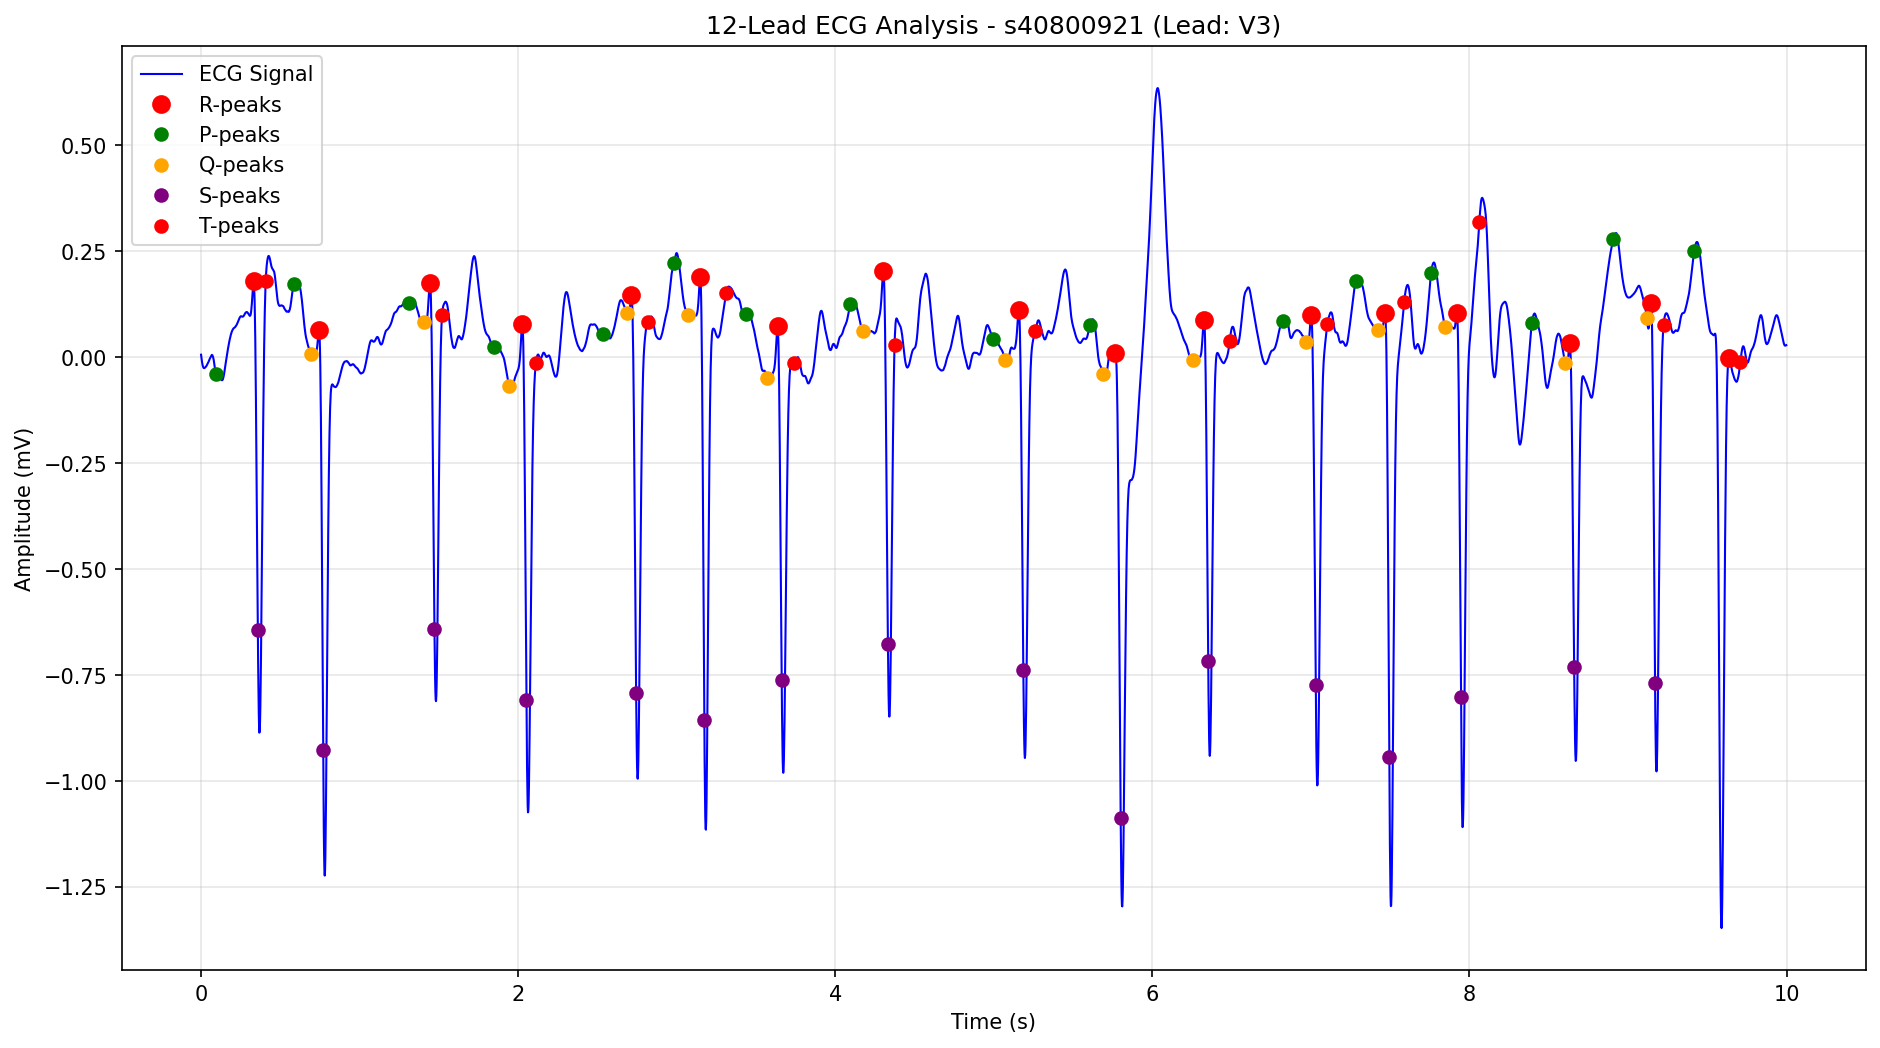 12-Lead ECG Analysis - s40800921 (Lead: V3)
ECG Signal
R-peaks
P-peaks
Q-peaks
S-peaks
T-peaks
Amplitude (mV)
0.50
0.25
0.00
−0.25
−0.50
−0.75
−1.00
−1.25
0 2 4 6 8 10
Time (s)